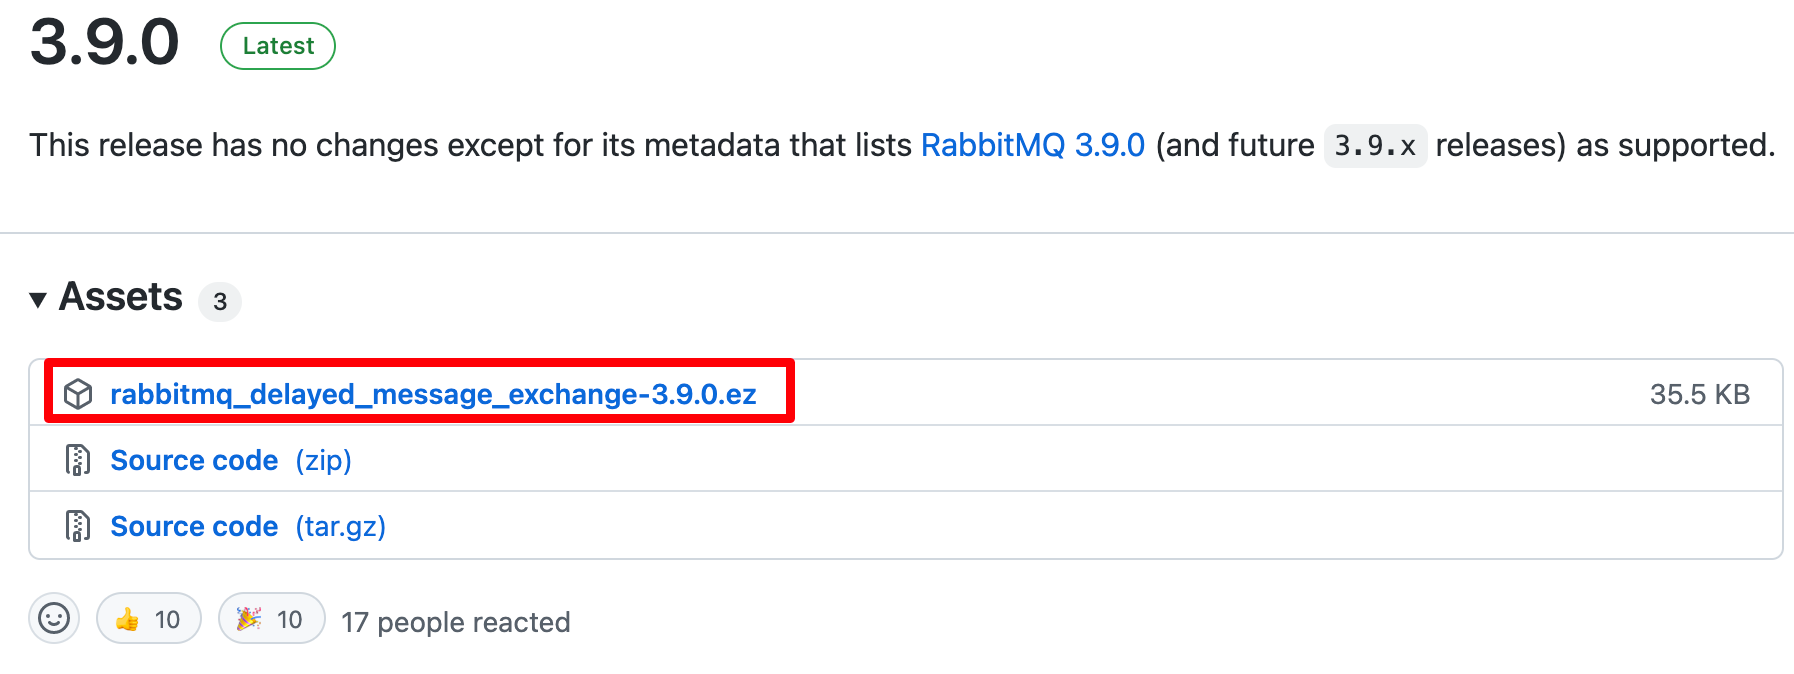 3.9.0 Latest
This release has no changes except for its metadata that lists RabbitMQ 3.9.0 (and future 3.9.x releases) as supported.
Assets 3
rabbitmq_delayed_message_exchange-3.9.0.ez 35.5 KB
Source code (zip)
Source code (tar.gz)
👍 10 🎉 10 17 people reacted